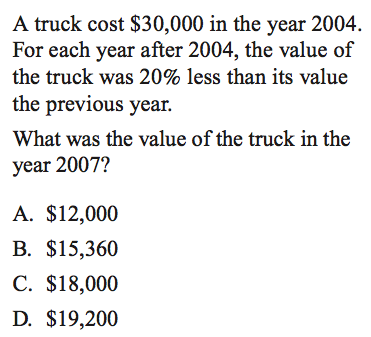 A truck cost $30,000 in the year 2004.
For each year after 2004, the value of
the truck was 20% less than its value
the previous year.
What was the value of the truck in the
year 2007?
A. $12,000
B. $15,360
C. $18,000
D. $19,200